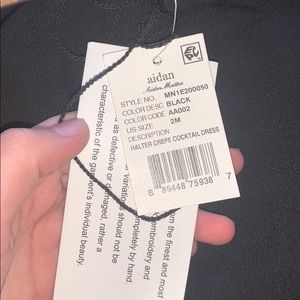 aidan
Aidan Mattox
STYLE NO. MN1E200050
COLOR DESC BLACK
COLOR CODE AA002
US SIZE 2M
DESCRIPTION
HALTER CREPE COCKTAIL DRESS
8 89448 75938 7
the finest and most
embroidery and
completely by hand.
variations should not be
as defective or damaged, rather a
characteristic of the garment's individual beauty.